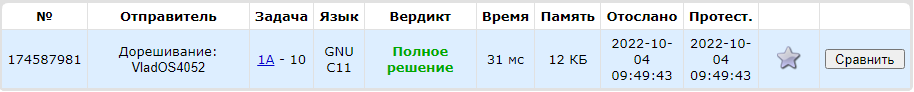 № Отправитель Задача Язык Вердикт Время Память Отослано Протест.
174587981 Дорешивание: VladOS4052 1A - 10 GNU C11 Полное решение 31 мс 12 КБ 2022-10-04 09:49:43 2022-10-04 09:49:43 Сравнить